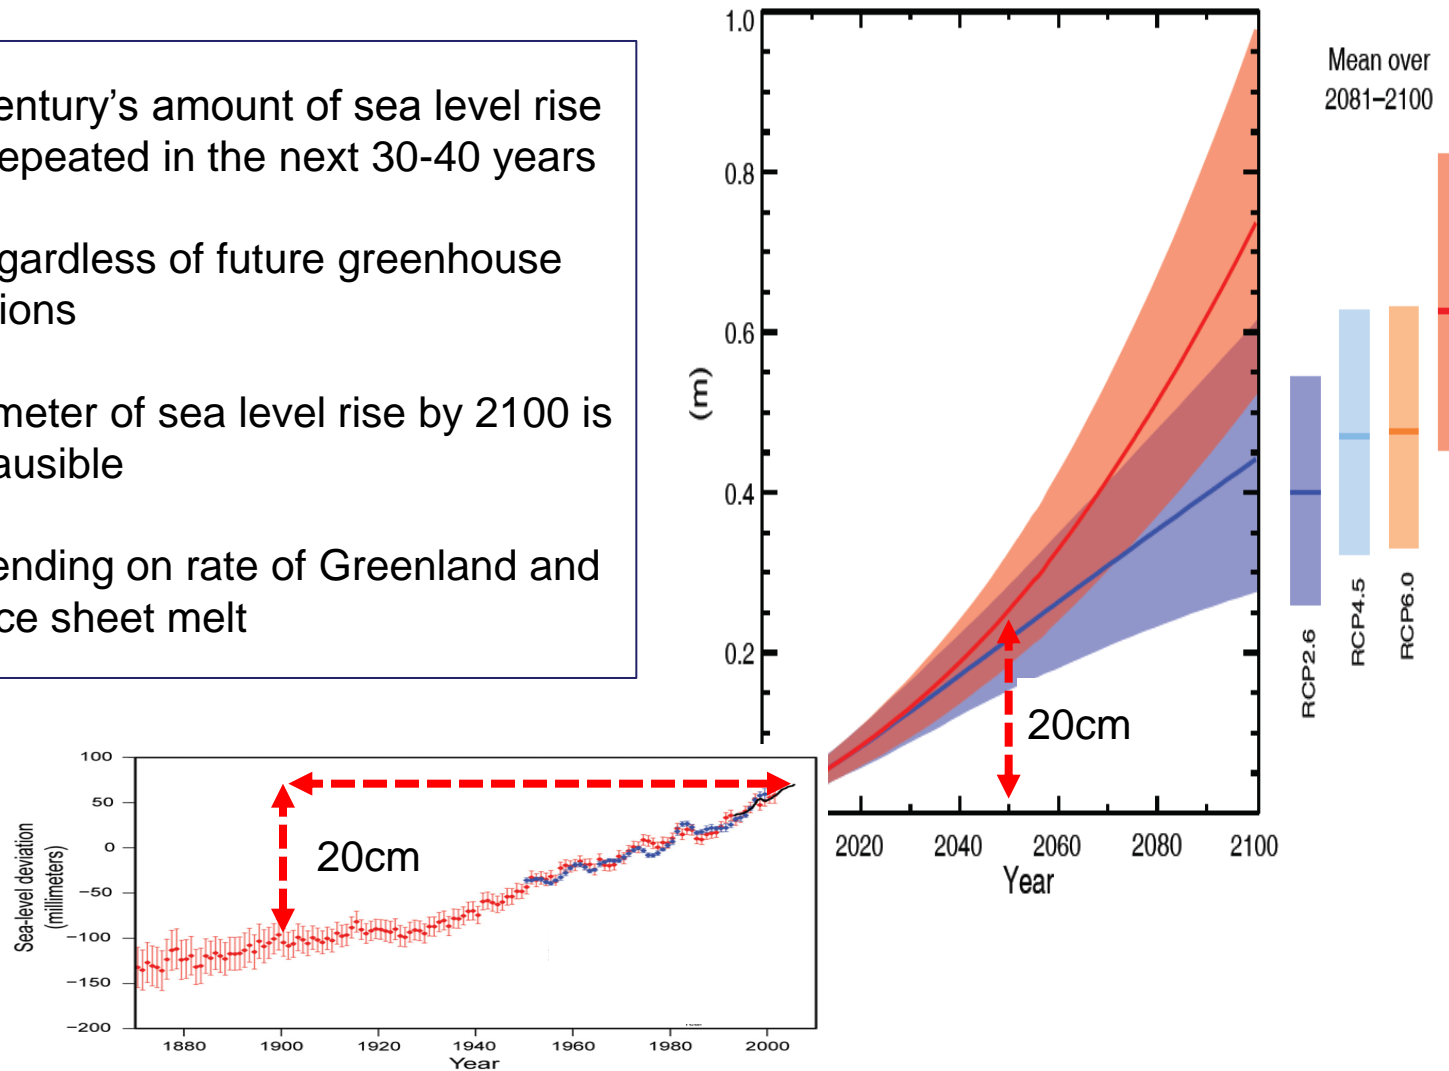 entury's amount of sea level rise
epeated in the next 30-40 years
gardless of future greenhouse
ions
meter of sea level rise by 2100 is
ausible
ending on rate of Greenland and
ce sheet melt
1.0
0.8
0.6
0.4
0.2
(m)
20cm
2020 2040 2060 2080 2100
Year
Mean over
2081–2100
RCP2.6
RCP4.5
RCP6.0
100
50
0
−50
−100
−150
−200
Sea-level deviation
(millimeters)
20cm
1880 1900 1920 1940 1960 1980 2000
Year